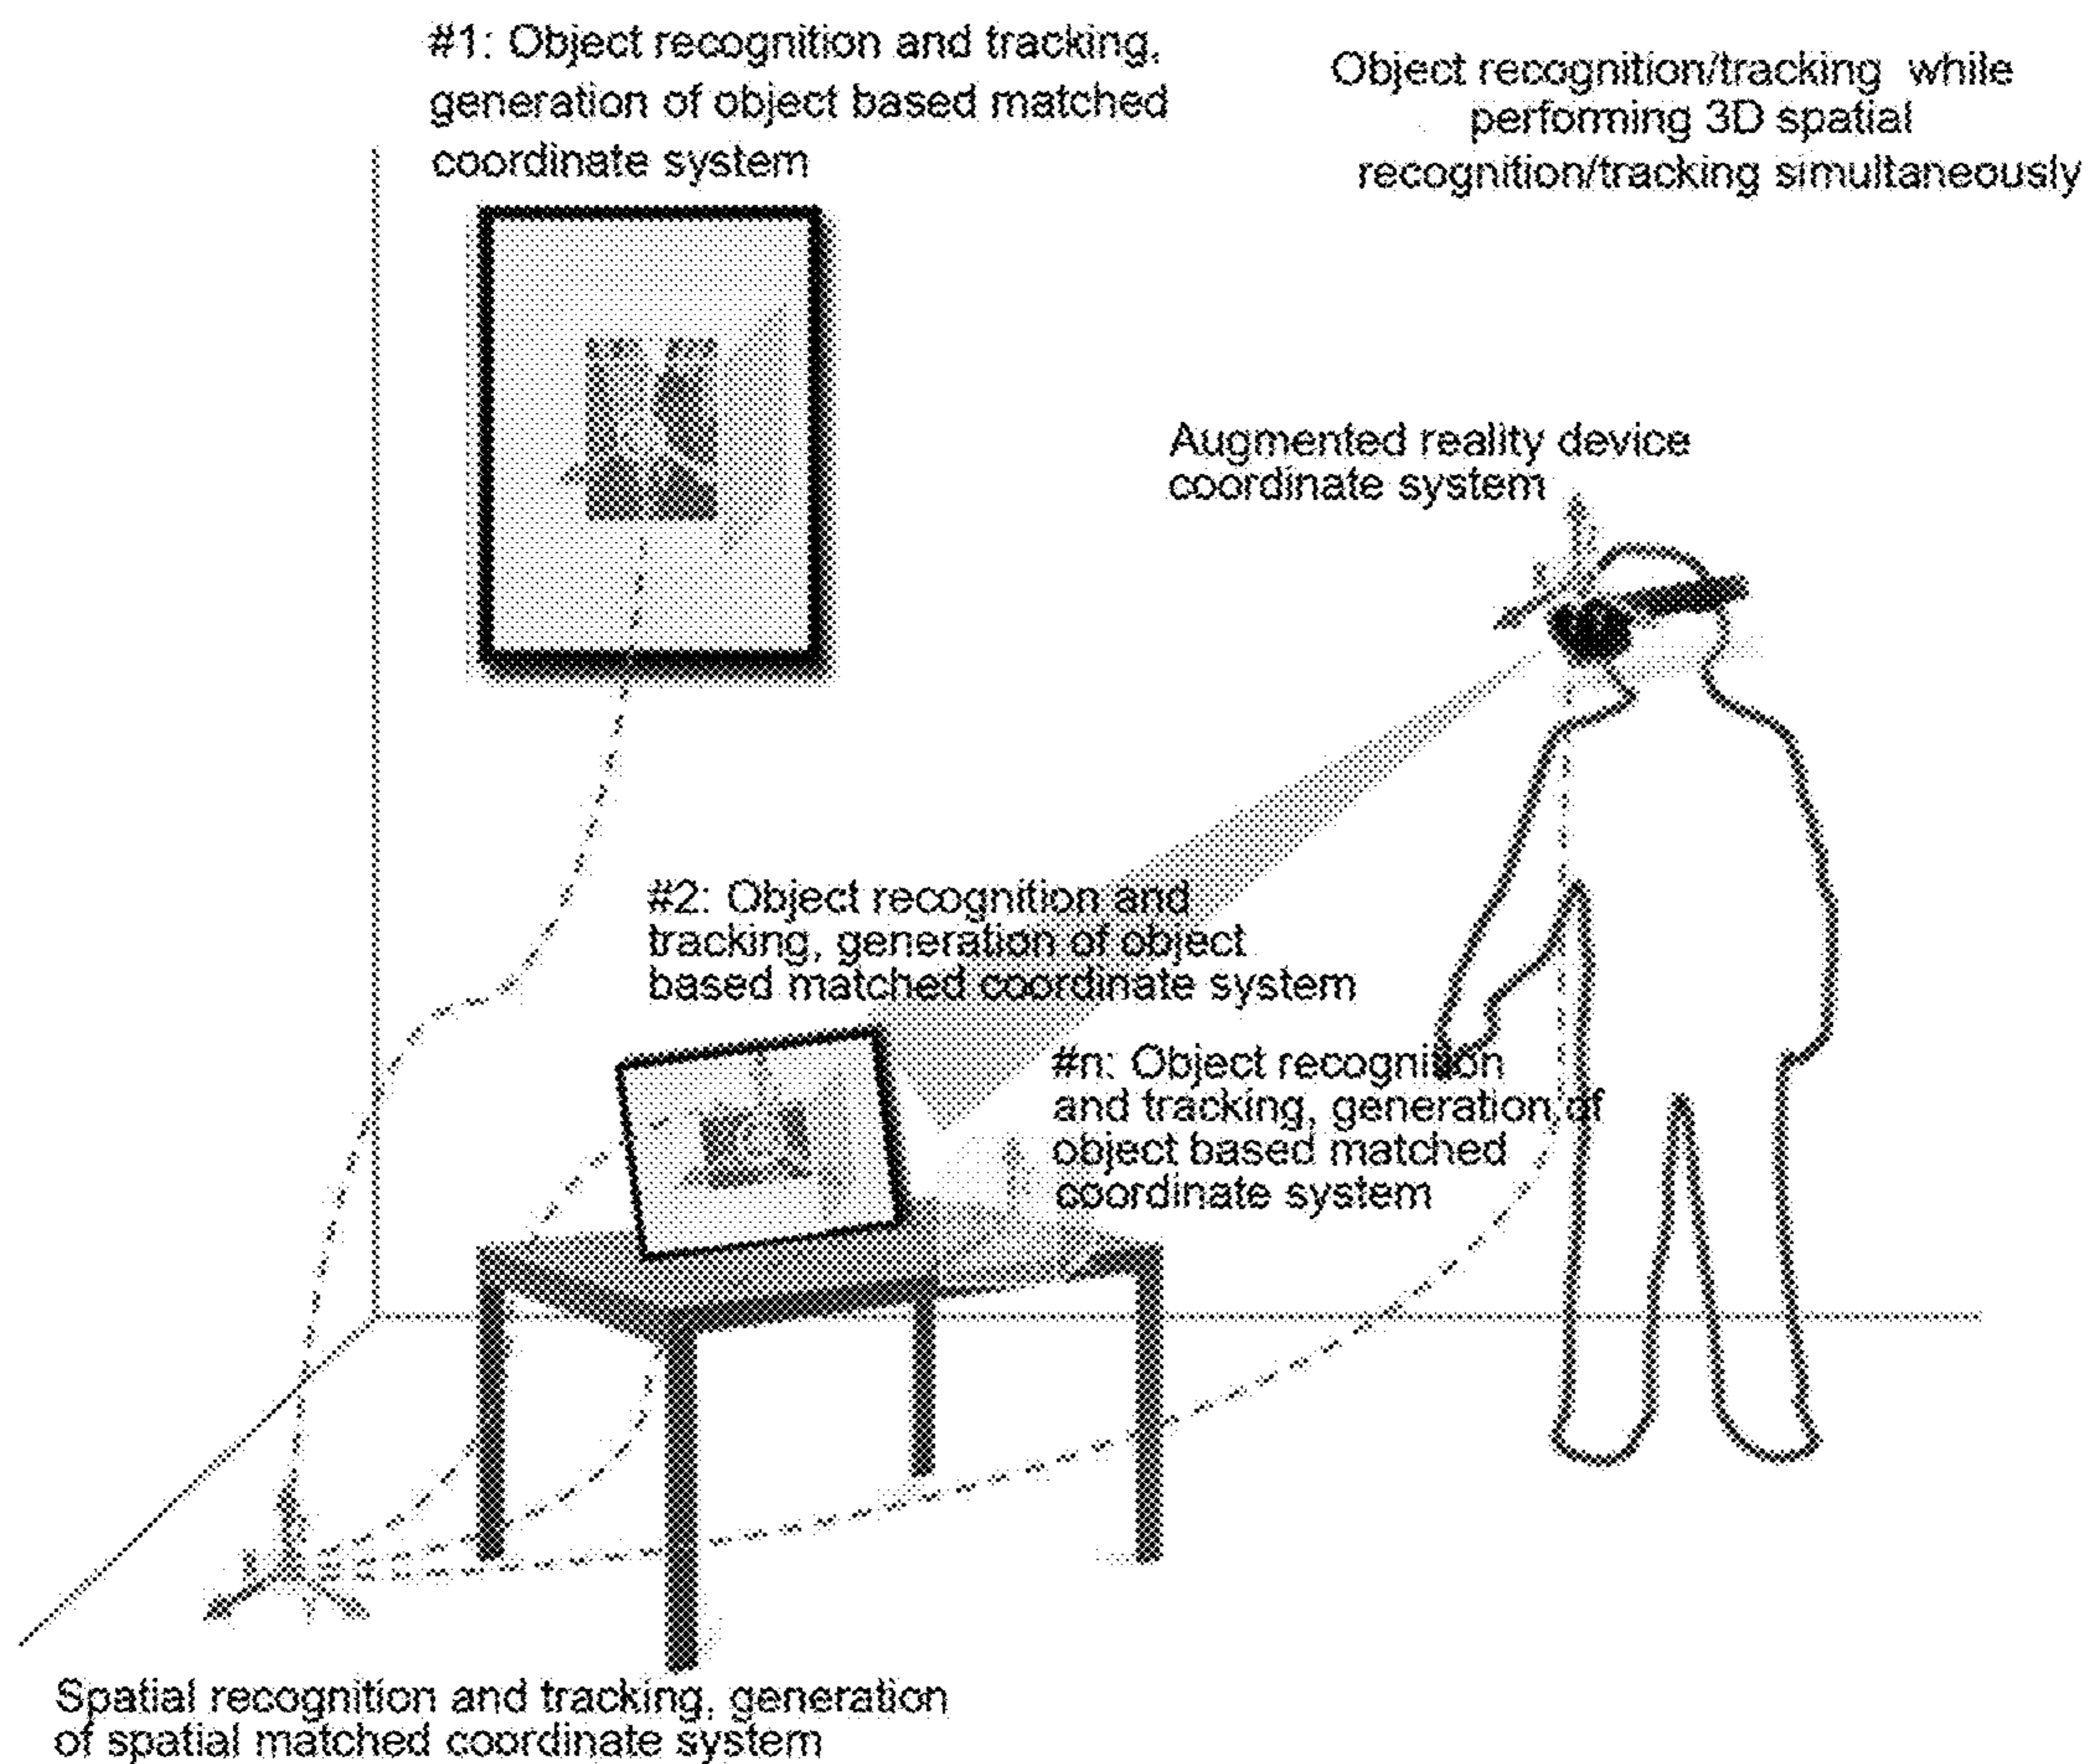 #1: Object recognition and tracking,
generation of object based matched
coordinate system
Object recognition/tracking while
performing 3D spatial
recognition/tracking simultaneously
Augmented reality device
coordinate system
#2: Object recognition and
tracking, generation of object
based matched coordinate system
#n: Object recognition
and tracking, generation of
object based matched
coordinate system
Spatial recognition and tracking, generation
of spatial matched coordinate system